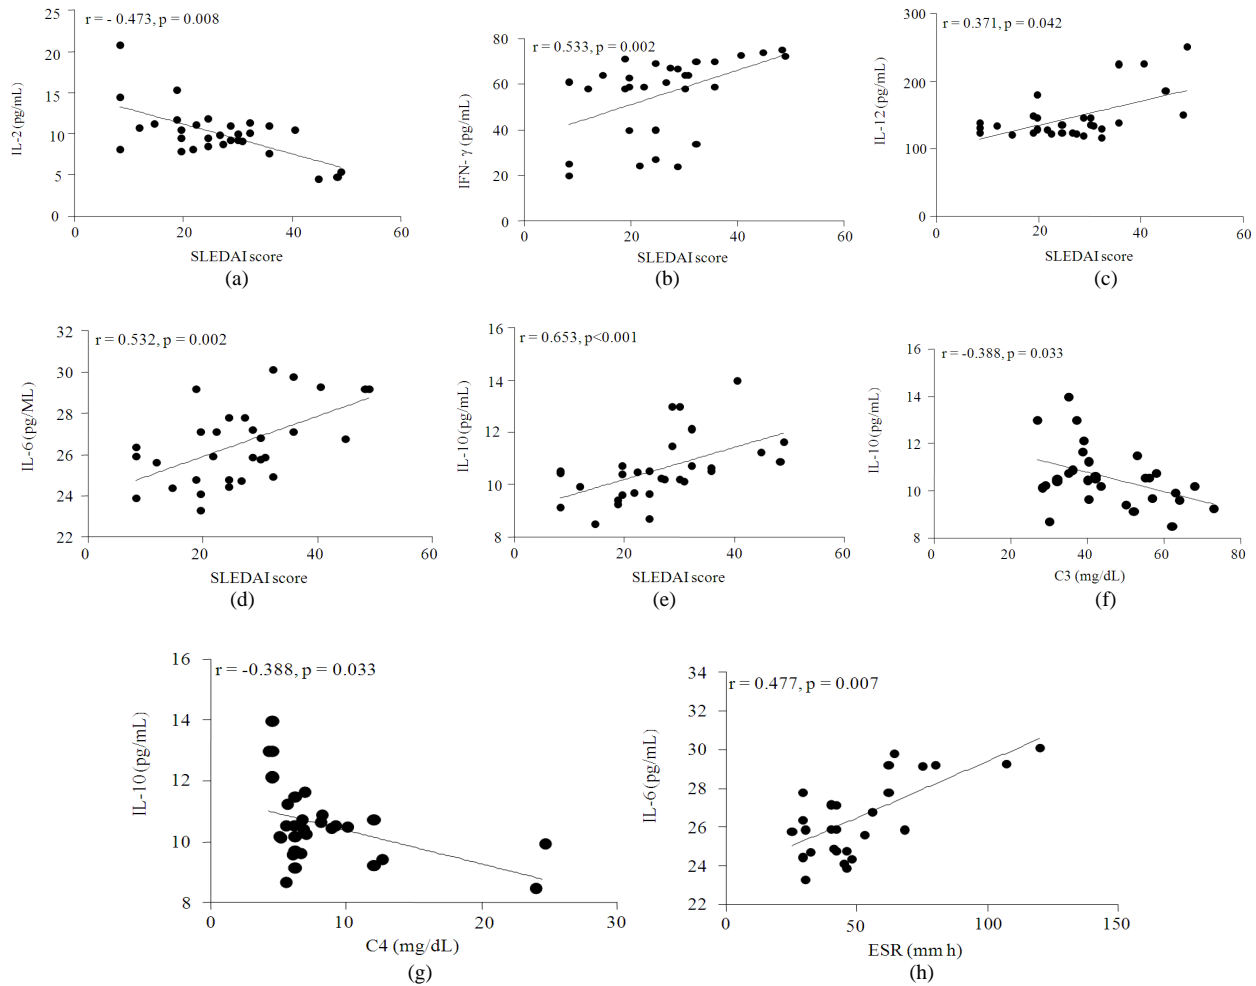 r = - 0.473, p = 0.008
25
20
15
10
5
0
IL-2 (pg/mL)
0 20 40 60
SLEDAI score
(a)
r = 0.533, p = 0.002
80
60
40
20
0
IFN- γ (pg/mL)
0 20 40 60
SLEDAI score
(b)
r = 0.371, p = 0.042
300
200
100
0
IL-12 (pg/mL)
0 20 40 60
SLEDAI score
(c)
r = 0.532, p = 0.002
32
30
28
26
24
22
IL-6 (pg/ML)
0 20 40 60
SLEDAI score
(d)
r = 0.653, p<0.001
16
14
12
10
8
IL-10 (pg/mL)
0 20 40 60
SLEDAI score
(e)
r = -0.388, p = 0.033
16
14
12
10
8
IL-10 (pg/mL)
0 20 40 60 80
C3 (mg/dL)
(f)
r = -0.388, p = 0.033
16
14
12
10
8
IL-10 (pg/mL)
0 10 20 30
C4 (mg/dL)
(g)
r = 0.477, p = 0.007
34
32
30
28
26
24
22
IL-6 (pg/mL)
0 50 100 150
ESR (mm h)
(h)